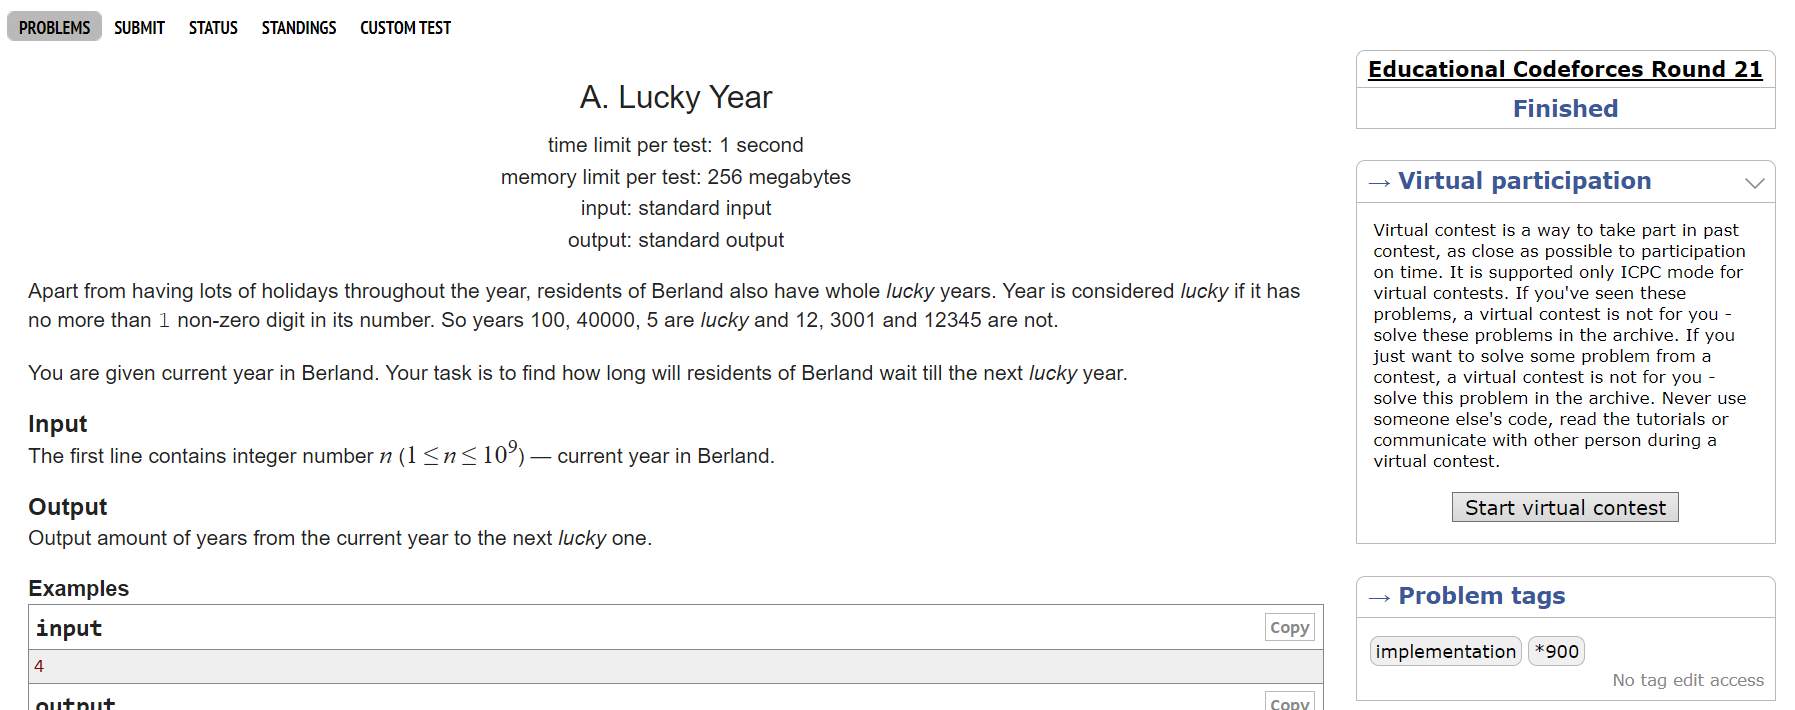 PROBLEMS SUBMIT STATUS STANDINGS CUSTOM TEST
A. Lucky Year
time limit per test: 1 second
memory limit per test: 256 megabytes
input: standard input
output: standard output
Apart from having lots of holidays throughout the year, residents of Berland also have whole lucky years. Year is considered lucky if it has
no more than 1 non-zero digit in its number. So years 100, 40000, 5 are lucky and 12, 3001 and 12345 are not.
You are given current year in Berland. Your task is to find how long will residents of Berland wait till the next lucky year.
Input
The first line contains integer number n (1 ≤ n ≤ 10⁹) — current year in Berland.
Output
Output amount of years from the current year to the next lucky one.
Examples
input
Copy
4
output
Copy
Educational Codeforces Round 21
Finished
→ Virtual participation
Virtual contest is a way to take part in past
contest, as close as possible to participation
on time. It is supported only ICPC mode for
virtual contests. If you've seen these
problems, a virtual contest is not for you -
solve these problems in the archive. If you
just want to solve some problem from a
contest, a virtual contest is not for you -
solve this problem in the archive. Never use
someone else's code, read the tutorials or
communicate with other person during a
virtual contest.
Start virtual contest
→ Problem tags
implementation *900
No tag edit access